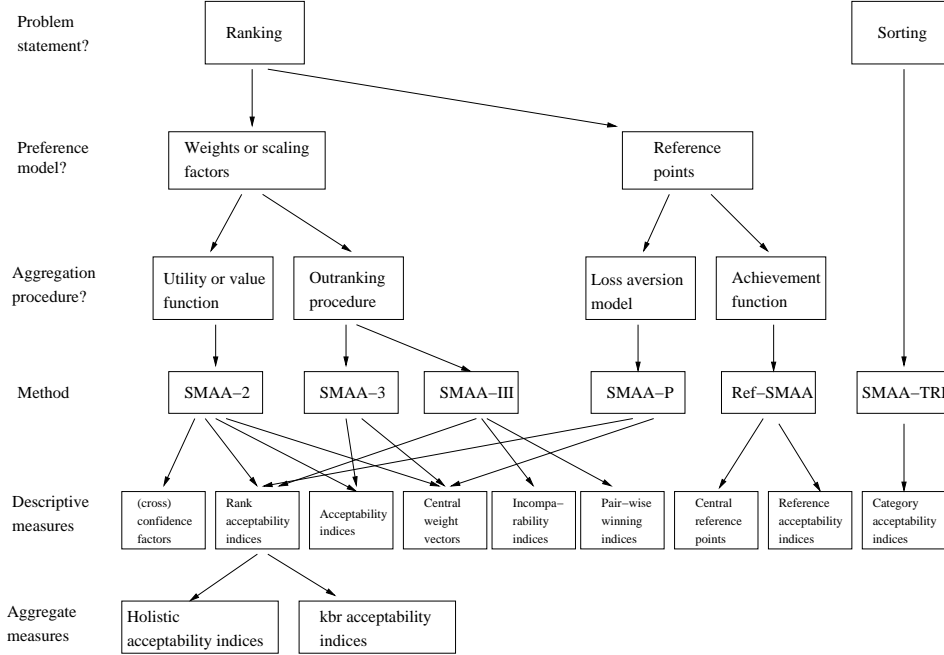 Problem
statement?
Ranking
Sorting
Preference
model?
Weights or scaling
factors
Reference
points
Aggregation
procedure?
Utility or value
function
Outranking
procedure
Loss aversion
model
Achievement
function
Method
SMAA−2
SMAA−3
SMAA−III
SMAA−P
Ref−SMAA
SMAA−TRI
Descriptive
measures
(cross)
confidence
factors
Rank
acceptability
indices
Acceptability
indices
Central
weight
vectors
Incompa−
rability
indices
Pair−wise
winning
indices
Central
reference
points
Reference
acceptability
indices
Category
acceptability
indices
Aggregate
measures
Holistic
acceptability indices
kbr acceptability
indices